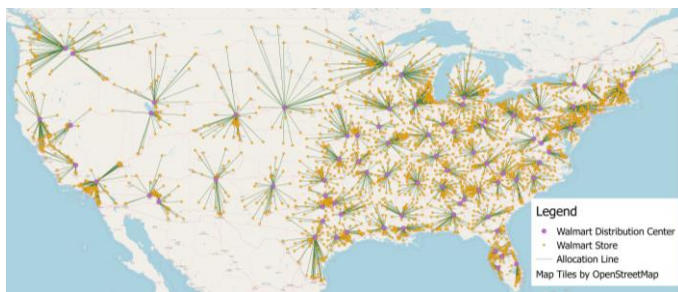 Legend
Walmart Distribution Center
Walmart Store
Allocation Line
Map Tiles by OpenStreetMap